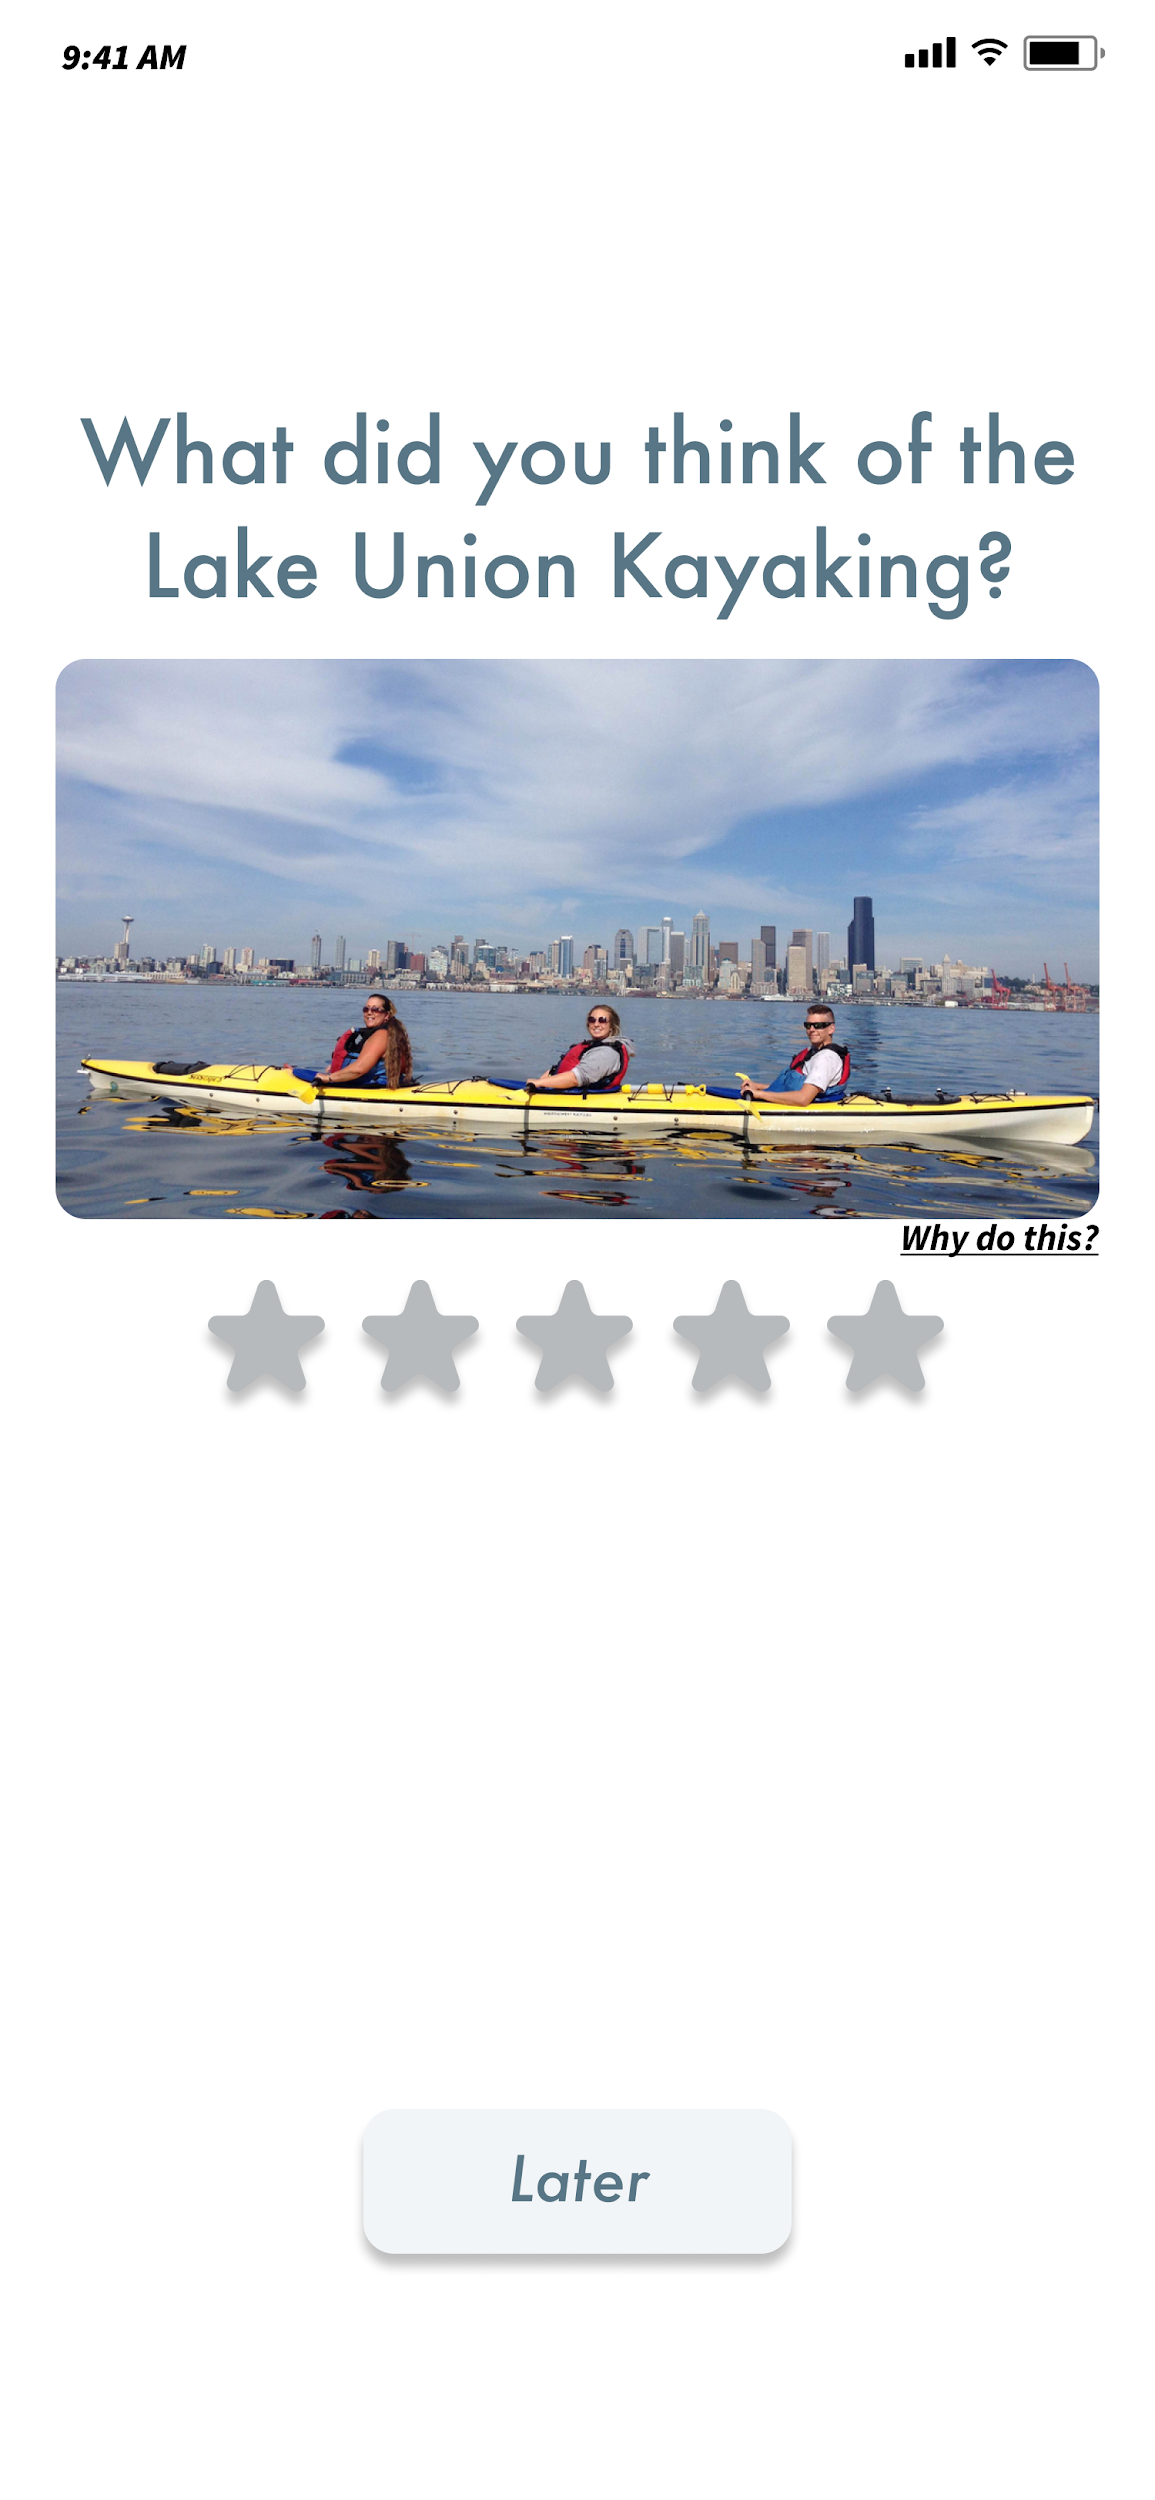 9:41 AM
What did you think of the
Lake Union Kayaking?
Why do this?
Later